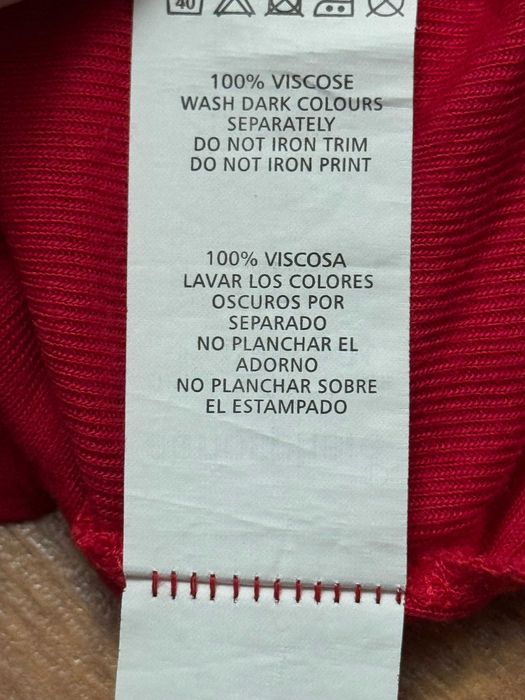 40
100% VISCOSE
WASH DARK COLOURS
SEPARATELY
DO NOT IRON TRIM
DO NOT IRON PRINT
100% VISCOSA
LAVAR LOS COLORES
OSCUROS POR
SEPARADO
NO PLANCHAR EL
ADORNO
NO PLANCHAR SOBRE
EL ESTAMPADO